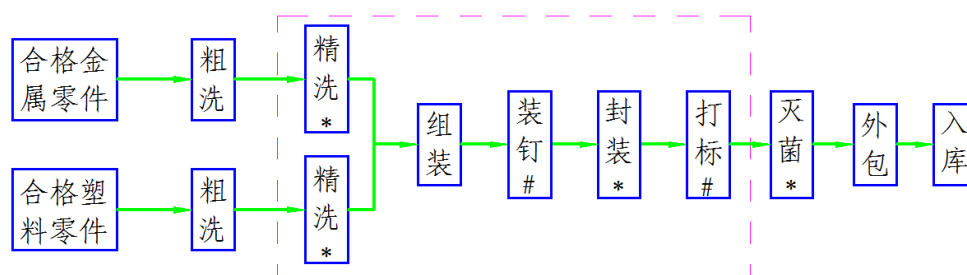 合格金
属零件
粗
洗
精
洗
*
合格塑
料零件
粗
洗
精
洗
*
组
装
装
钉
#
封
装
*
打
标
#
灭
菌
*
外
包
入
库